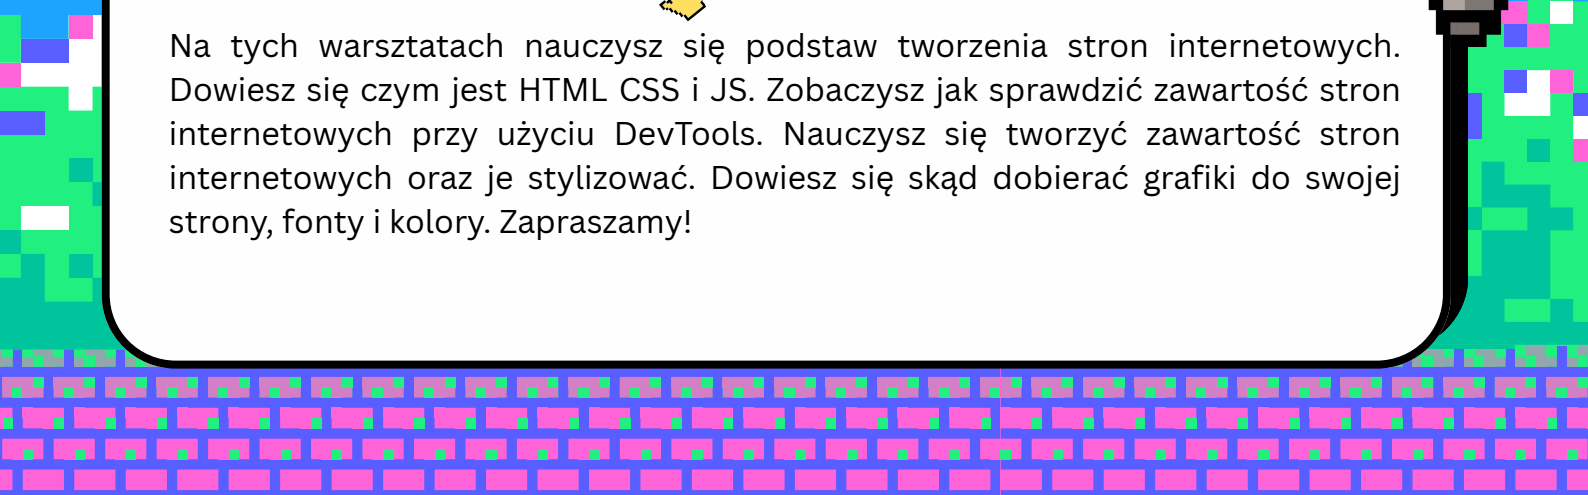 Na tych warsztatach nauczysz się podstaw tworzenia stron internetowych.
Dowiesz się czym jest HTML CSS i JS. Zobaczysz jak sprawdzić zawartość stron
internetowych przy użyciu DevTools. Nauczysz się tworzyć zawartość stron
internetowych oraz je stylizować. Dowiesz się skąd dobierać grafiki do swojej
strony, fonty i kolory. Zapraszamy!